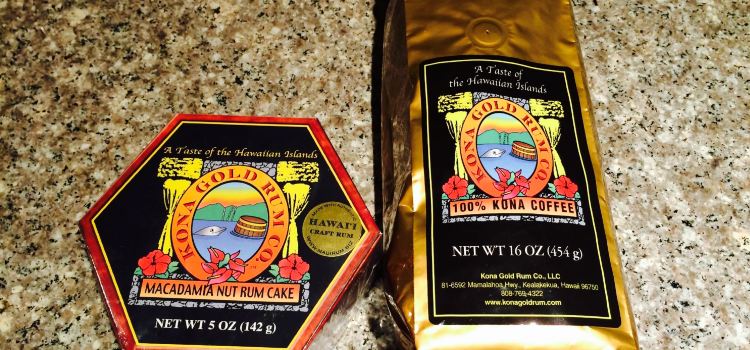 A Taste of the Hawaiian Islands
KONA GOLD RUM CO.
HAWAI'I
CRAFT RUM
MACADAMIA NUT RUM CAKE
NET WT 5 OZ (142 g)
A Taste of
the Hawaiian Islands
KONA GOLD RUM CO.
100% KONA COFFEE
NET WT 16 OZ (454 g)
Kona Gold Rum Co., LLC
81-6592 Mamalahoa Hwy., Kealakekua, Hawaii 96750
808-769-4322
www.konagoldrum.com